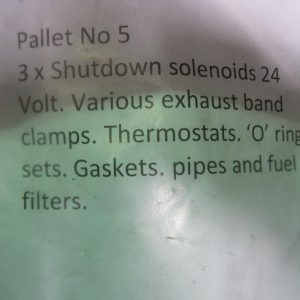 Pallet No 5
3 x Shutdown solenoids 24
Volt. Various exhaust band
clamps. Thermostats. ‘O’ ring
sets. Gaskets. pipes and fuel
filters.